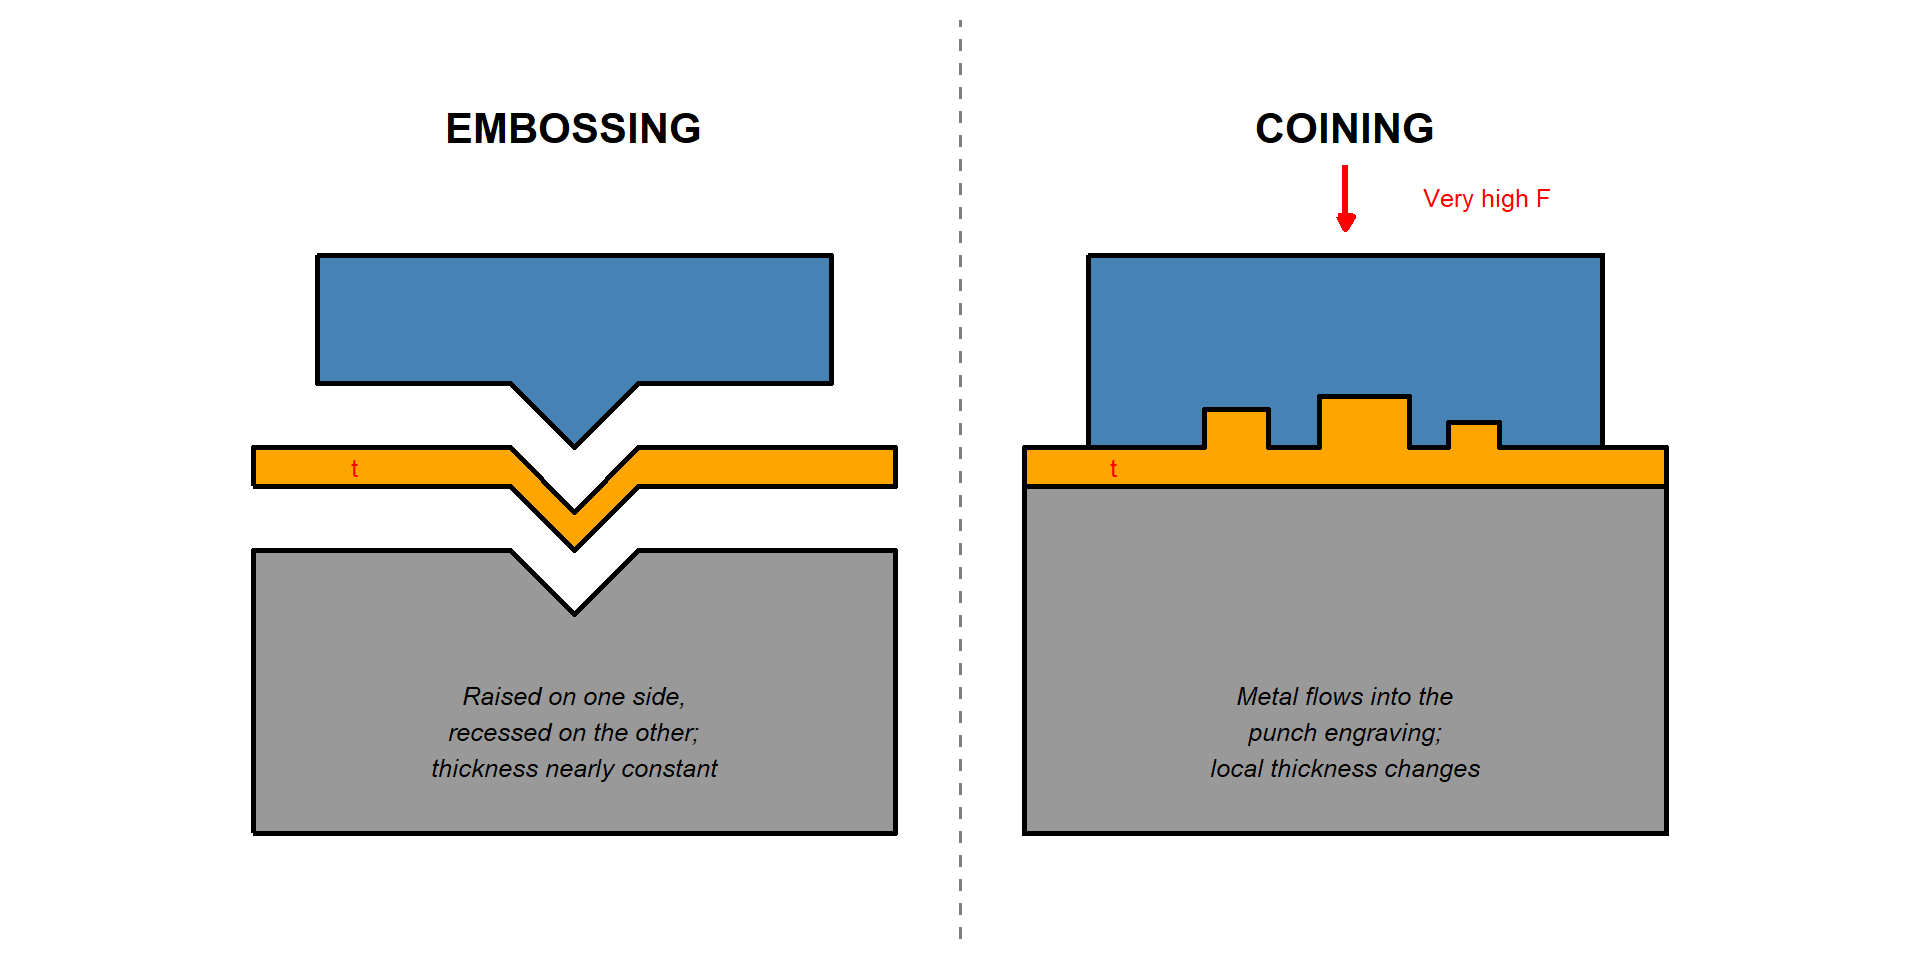 EMBOSSING
t
Raised on one side,
recessed on the other;
thickness nearly constant
COINING
Very high F
t
Metal flows into the
punch engraving;
local thickness changes